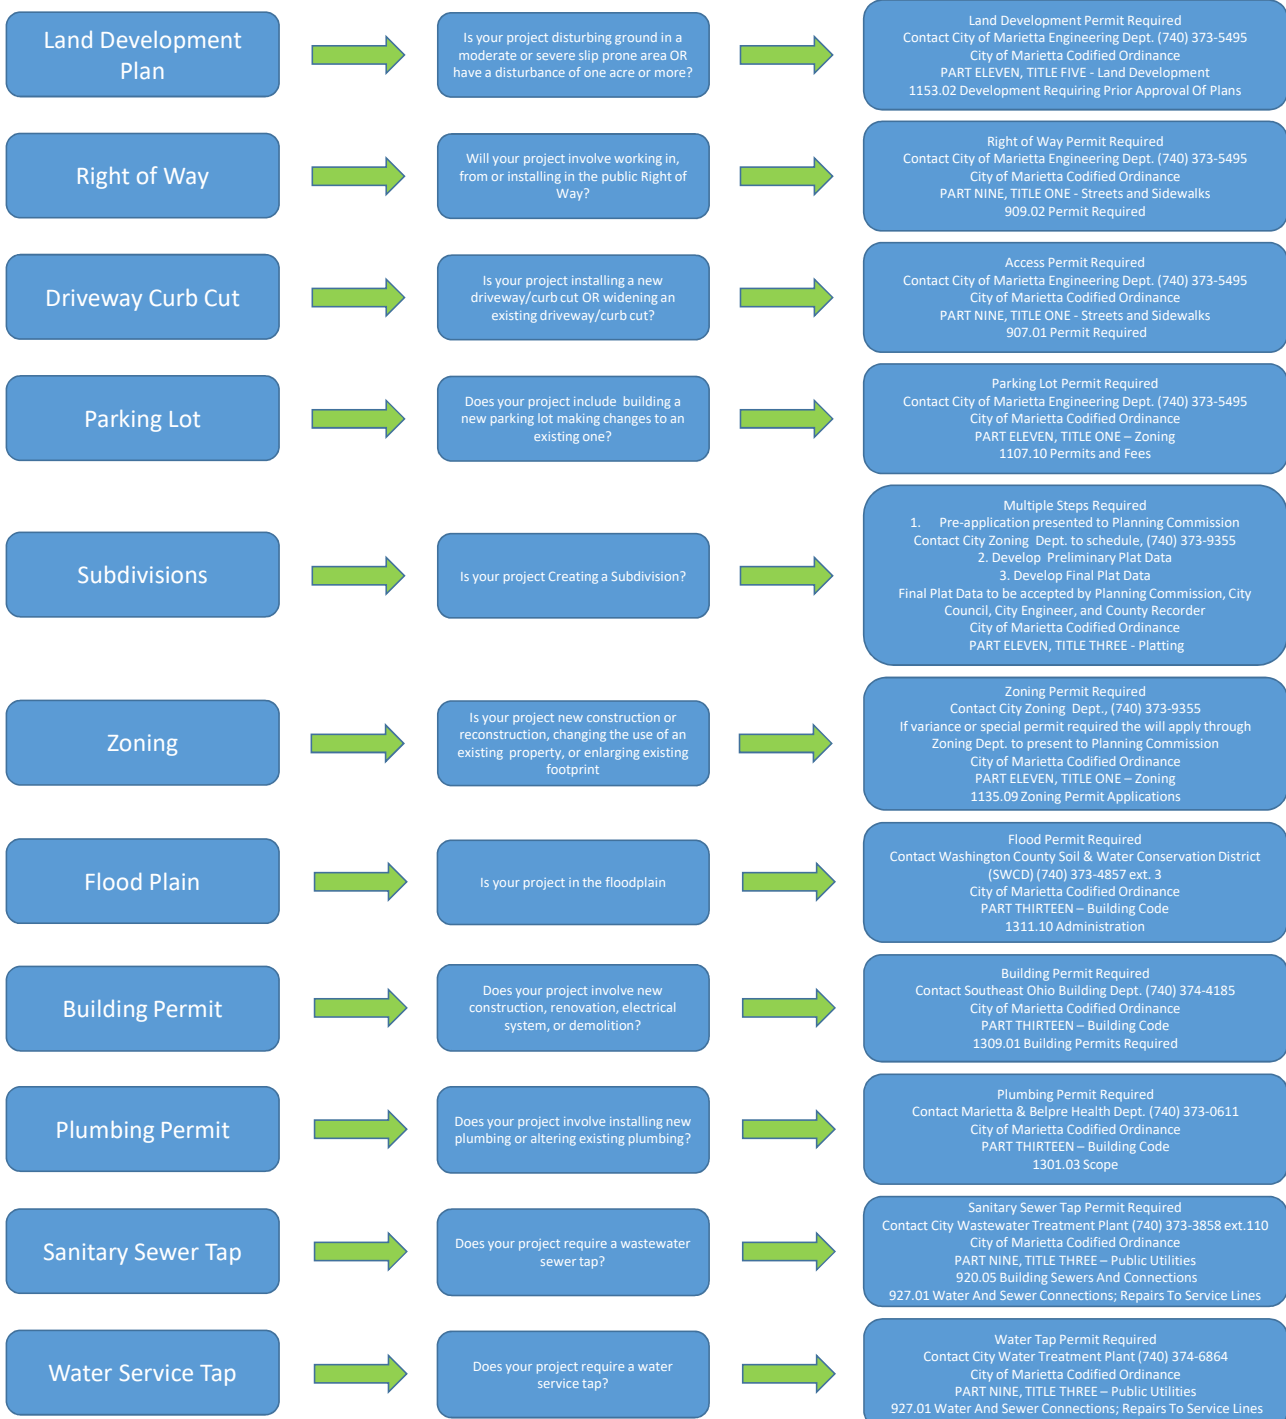 Land Development
Plan
Is your project disturbing ground in a
moderate or severe slip prone area OR
have a disturbance of one acre or more?
Land Development Permit Required
Contact City of Marietta Engineering Dept. (740) 373-5495
City of Marietta Codified Ordinance
PART ELEVEN, TITLE FIVE - Land Development
1153.02 Development Requiring Prior Approval Of Plans
Right of Way
Will your project involve working in,
from or installing in the public Right of
Way?
Right of Way Permit Required
Contact City of Marietta Engineering Dept. (740) 373-5495
City of Marietta Codified Ordinance
PART NINE, TITLE ONE - Streets and Sidewalks
909.02 Permit Required
Driveway Curb Cut
Is your project installing a new
driveway/curb cut OR widening an
existing driveway/curb cut?
Access Permit Required
Contact City of Marietta Engineering Dept. (740) 373-5495
City of Marietta Codified Ordinance
PART NINE, TITLE ONE - Streets and Sidewalks
907.01 Permit Required
Parking Lot
Does your project include building a
new parking lot making changes to an
existing one?
Parking Lot Permit Required
Contact City of Marietta Engineering Dept. (740) 373-5495
City of Marietta Codified Ordinance
PART ELEVEN, TITLE ONE – Zoning
1107.10 Permits and Fees
Subdivisions
Is your project Creating a Subdivision?
Multiple Steps Required
1. Pre-application presented to Planning Commission
Contact City Zoning Dept. to schedule, (740) 373-9355
2. Develop Preliminary Plat Data
3. Develop Final Plat Data
Final Plat Data to be accepted by Planning Commission, City
Council, City Engineer, and County Recorder
City of Marietta Codified Ordinance
PART ELEVEN, TITLE THREE - Platting
Zoning
Is your project new construction or
reconstruction, changing the use of an
existing property, or enlarging existing
footprint
Zoning Permit Required
Contact City Zoning Dept., (740) 373-9355
If variance or special permit required the will apply through
Zoning Dept. to present to Planning Commission
City of Marietta Codified Ordinance
PART ELEVEN, TITLE ONE – Zoning
1135.09 Zoning Permit Applications
Flood Plain
Is your project in the floodplain
Flood Permit Required
Contact Washington County Soil & Water Conservation District
(SWCD) (740) 373-4857 ext. 3
City of Marietta Codified Ordinance
PART THIRTEEN – Building Code
1311.10 Administration
Building Permit
Does your project involve new
construction, renovation, electrical
system, or demolition?
Building Permit Required
Contact Southeast Ohio Building Dept. (740) 374-4185
City of Marietta Codified Ordinance
PART THIRTEEN – Building Code
1309.01 Building Permits Required
Plumbing Permit
Does your project involve installing new
plumbing or altering existing plumbing?
Plumbing Permit Required
Contact Marietta & Belpre Health Dept. (740) 373-0611
City of Marietta Codified Ordinance
PART THIRTEEN – Building Code
1301.03 Scope
Sanitary Sewer Tap
Does your project require a wastewater
sewer tap?
Sanitary Sewer Tap Permit Required
Contact City Wastewater Treatment Plant (740) 373-3858 ext.110
City of Marietta Codified Ordinance
PART NINE, TITLE THREE – Public Utilities
920.05 Building Sewers And Connections
927.01 Water And Sewer Connections; Repairs To Service Lines
Water Service Tap
Does your project require a water
service tap?
Water Tap Permit Required
Contact City Water Treatment Plant (740) 374-6864
City of Marietta Codified Ordinance
PART NINE, TITLE THREE – Public Utilities
927.01 Water And Sewer Connections; Repairs To Service Lines